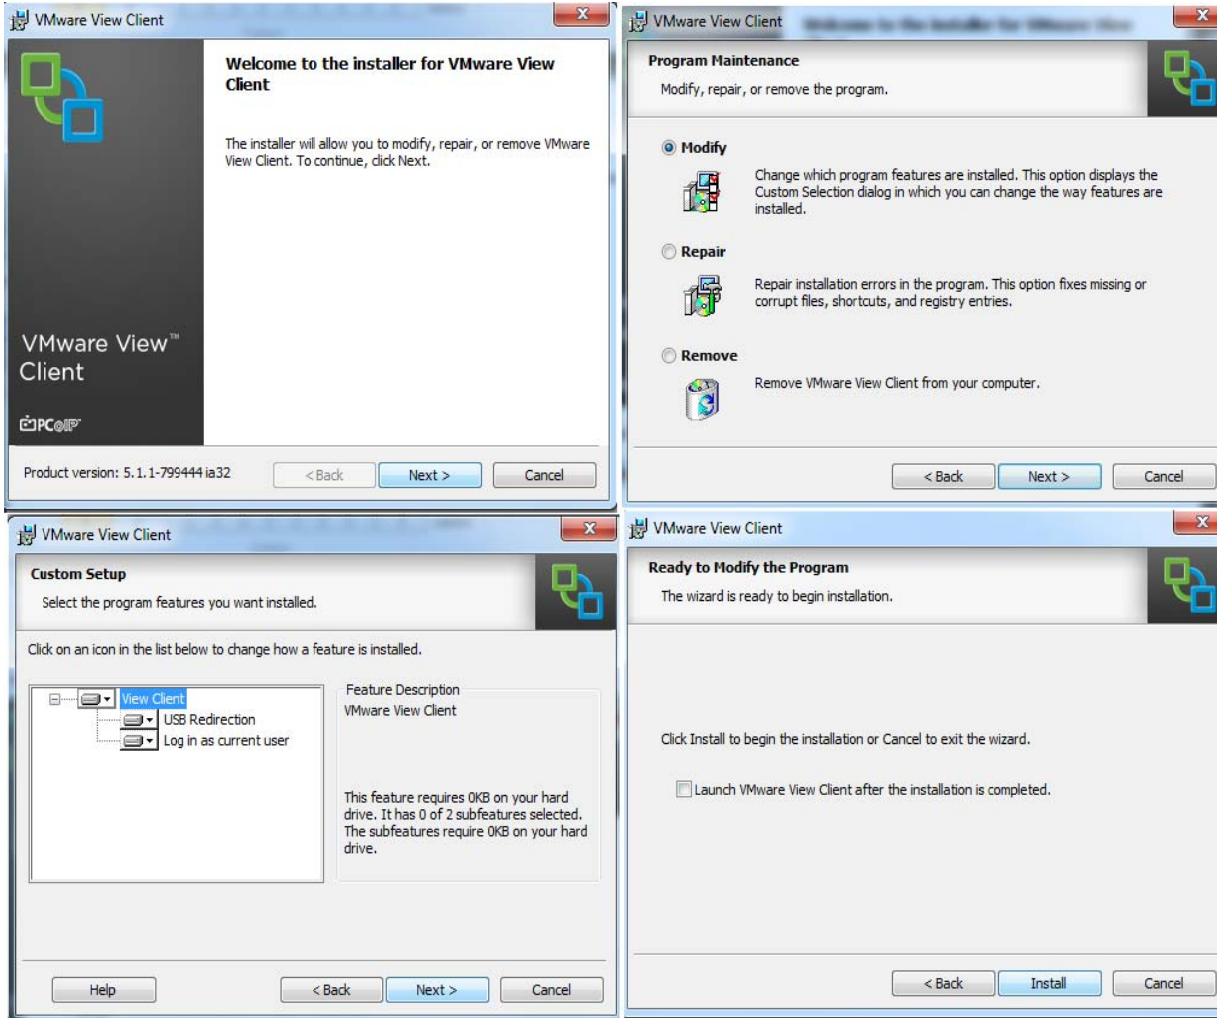 VMware View Client
Welcome to the installer for VMware View
Client
The installer will allow you to modify, repair, or remove VMware
View Client. To continue, click Next.
VMware View™
Client
PCoIP
Product version: 5.1.1-799444 ia32
< Back
Next >
Cancel
VMware View Client
Program Maintenance
Modify, repair, or remove the program.
Modify
Change which program features are installed. This option displays the
Custom Selection dialog in which you can change the way features are
installed.
Repair
Repair installation errors in the program. This option fixes missing or
corrupt files, shortcuts, and registry entries.
Remove
Remove VMware View Client from your computer.
< Back
Next >
Cancel
VMware View Client
Custom Setup
Select the program features you want installed.
Click on an icon in the list below to change how a feature is installed.
View Client
USB Redirection
Log in as current user
Feature Description
VMware View Client
This feature requires 0KB on your hard
drive. It has 0 of 2 subfeatures selected.
The subfeatures require 0KB on your hard
drive.
Help
< Back
Next >
Cancel
VMware View Client
Ready to Modify the Program
The wizard is ready to begin installation.
Click Install to begin the installation or Cancel to exit the wizard.
Launch VMware View Client after the installation is completed.
< Back
Install
Cancel